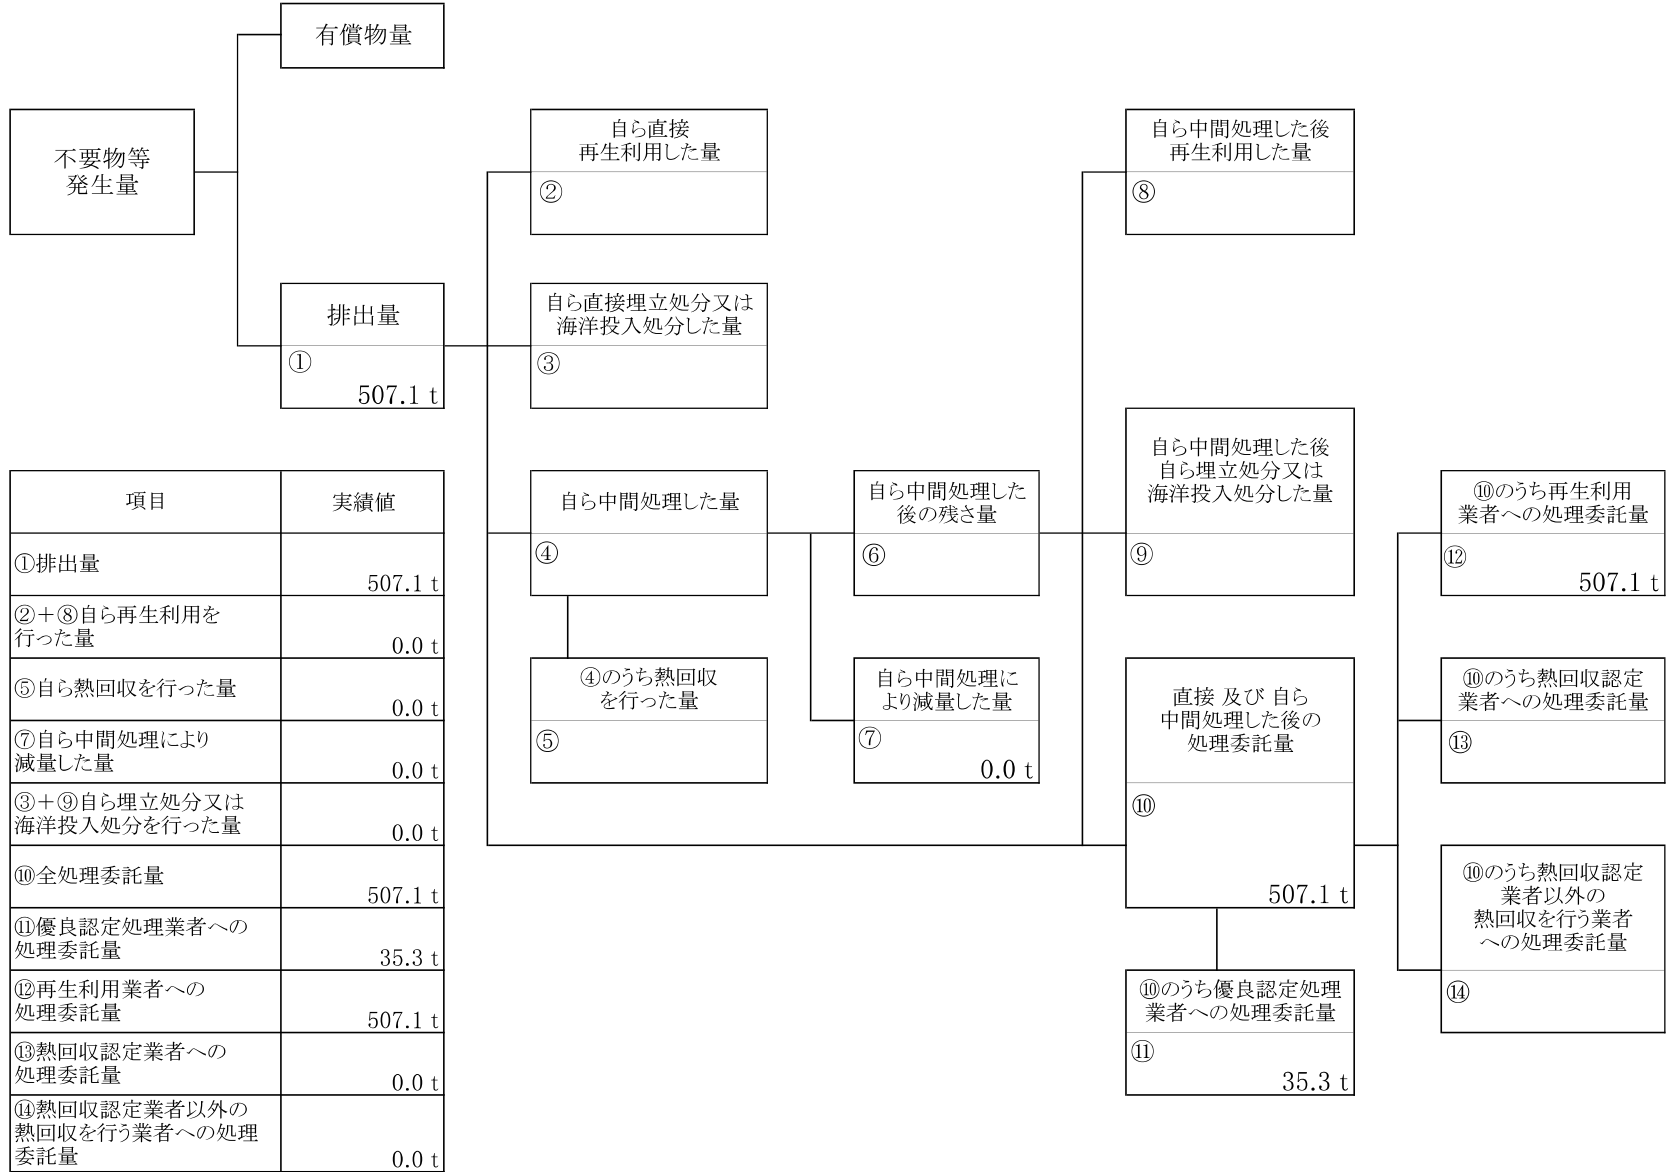 有償物量
不要物等
発生量
排出量
①
507.1 t
自ら直接
再生利用した量
②
自ら直接埋立処分又は
海洋投入処分した量
③
自ら中間処理した量
④
④のうち熱回収
を行った量
⑤
自ら中間処理した
後の残さ量
⑥
自ら中間処理に
より減量した量
⑦
0.0 t
自ら中間処理した後
再生利用した量
⑧
自ら中間処理した後
自ら埋立処分又は
海洋投入処分した量
⑨
直接 及び 自ら
中間処理した後の
処理委託量
⑩
507.1 t
⑩のうち優良認定処理
業者への処理委託量
⑪
35.3 t
⑩のうち再生利用
業者への処理委託量
⑫
507.1 t
⑩のうち熱回収認定
業者への処理委託量
⑬
⑩のうち熱回収認定
業者以外の
熱回収を行う業者
への処理委託量
⑭
項目 実績値
①排出量
507.1 t
②＋⑧自ら再生利用を
行った量
0.0 t
⑤自ら熱回収を行った量
0.0 t
⑦自ら中間処理により
減量した量
0.0 t
③＋⑨自ら埋立処分又は
海洋投入処分を行った量
0.0 t
⑩全処理委託量
507.1 t
⑪優良認定処理業者への
処理委託量
35.3 t
⑫再生利用業者への
処理委託量
507.1 t
⑬熱回収認定業者への
処理委託量
0.0 t
⑭熱回収認定業者以外の
熱回収を行う業者への処理
委託量
0.0 t